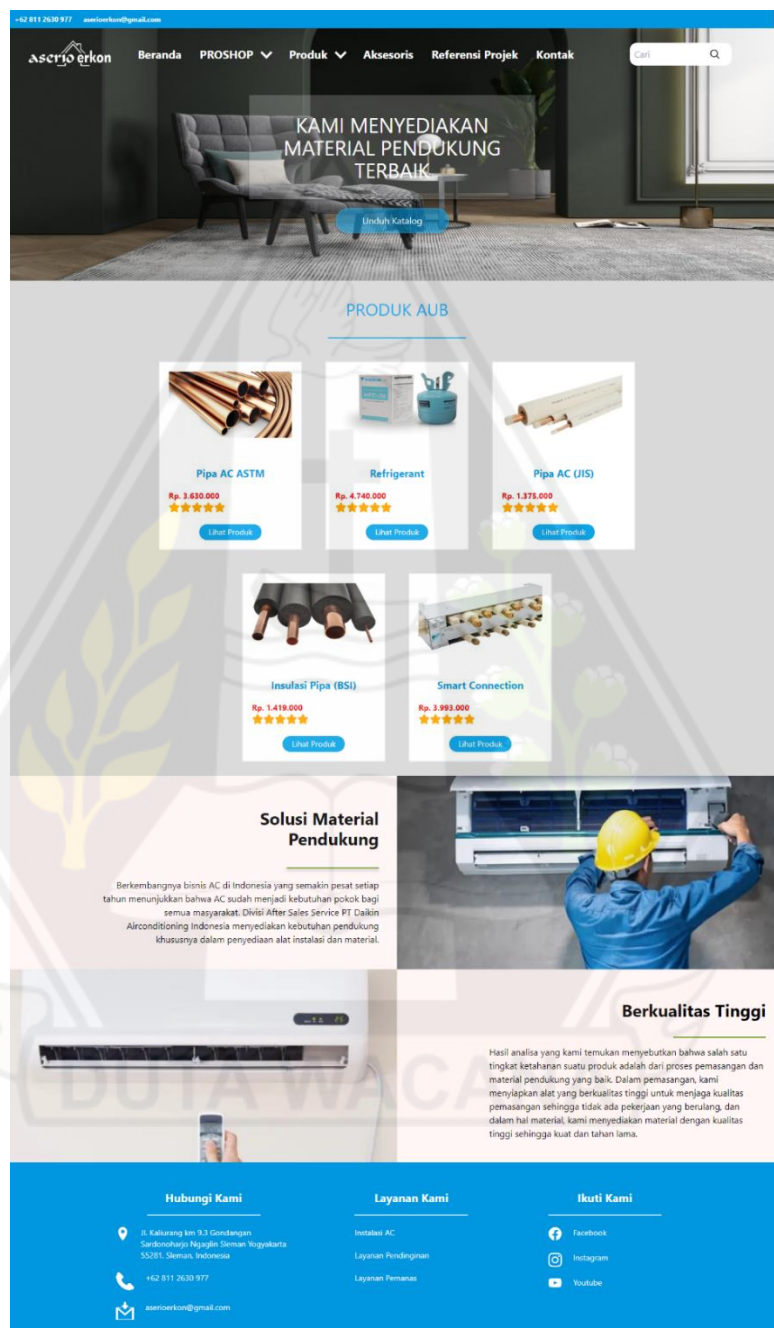 +62 811 2630 977 aserioerkon@gmail.com
aserio erkon
Beranda PROSHOP Produk Aksesoris Referensi Projek Kontak Cari
KAMI MENYEDIAKAN
MATERIAL PENDUKUNG
TERBAIK
Unduh Katalog
PRODUK AUB
Pipa AC ASTM
Rp. 3.630.000
Lihat Produk
Refrigerant
Rp. 4.740.000
Lihat Produk
Pipa AC (JIS)
Rp. 1.375.000
Lihat Produk
Insulasi Pipa (BSI)
Rp. 1.419.000
Lihat Produk
Smart Connection
Rp. 3.993.000
Lihat Produk
Solusi Material
Pendukung
Berkembangnya bisnis AC di Indonesia yang semakin pesat setiap
tahun menunjukkan bahwa AC sudah menjadi kebutuhan pokok bagi
semua masyarakat. Divisi After Sales Service PT Daikin
Airconditioning Indonesia menyediakan kebutuhan pendukung
khususnya dalam penyediaan alat instalasi dan material.
Berkualitas Tinggi
Hasil analisa yang kami temukan menyebutkan bahwa salah satu
tingkat ketahanan suatu produk adalah dari proses pemasangan dan
material pendukung yang baik. Dalam pemasangan, kami
menyiapkan alat yang berkualitas tinggi untuk menjaga kualitas
pemasangan sehingga tidak ada pekerjaan yang berulang, dan
dalam hal material, kami menyediakan material dengan kualitas
tinggi sehingga kuat dan tahan lama.
DUTA WACANA
Hubungi Kami
Jl. Kaliurang km 9.3 Gondangan
Sardonoharjo Ngaglin Sleman Yogyakarta
55281, Sleman, Indonesia
+62 811 2630 977
aserioerkon@gmail.com
Layanan Kami
Instalasi AC
Layanan Pendinginan
Layanan Pemanas
Ikuti Kami
Facebook
Instagram
Youtube